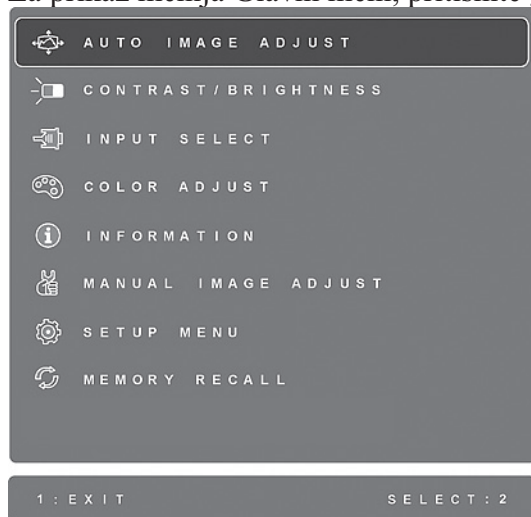 AUTO IMAGE ADJUST
CONTRAST/BRIGHTNESS
INPUT SELECT
COLOR ADJUST
INFORMATION
MANUAL IMAGE ADJUST
SETUP MENU
MEMORY RECALL
1:EXIT SELECT:2